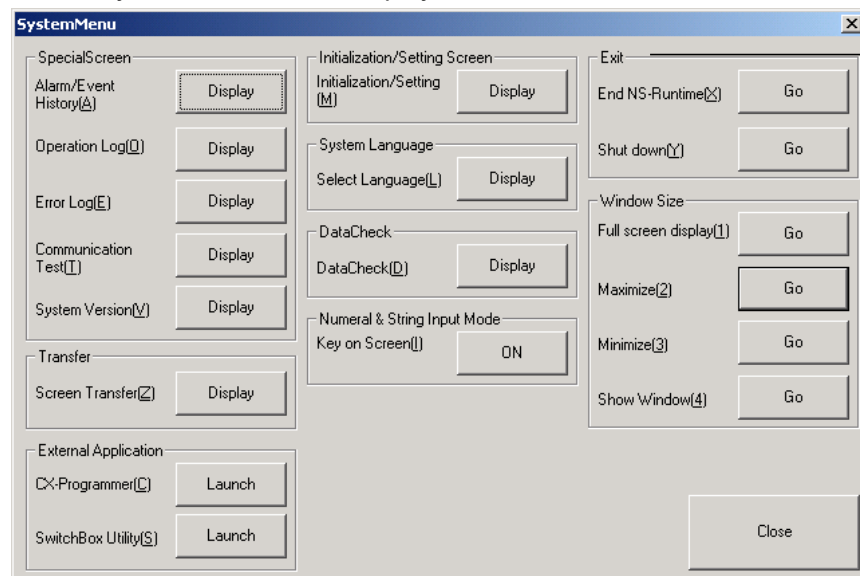 SystemMenu
SpecialScreen
Alarm/Event
History(A)
Display
Operation Log(O)
Display
Error Log(E)
Display
Communication
Test(T)
Display
System Version(V)
Display
Transfer
Screen Transfer(Z)
Display
External Application
CX-Programmer(C)
Launch
SwitchBox Utility(S)
Launch
Initialization/Setting Screen
Initialization/Setting
(M)
Display
System Language
Select Language(L)
Display
DataCheck
DataCheck(D)
Display
Numeral & String Input Mode
Key on Screen(I)
ON
Exit
End NS-Runtime(X)
Go
Shut down(Y)
Go
Window Size
Full screen display(1)
Go
Maximize(2)
Go
Minimize(3)
Go
Show Window(4)
Go
Close